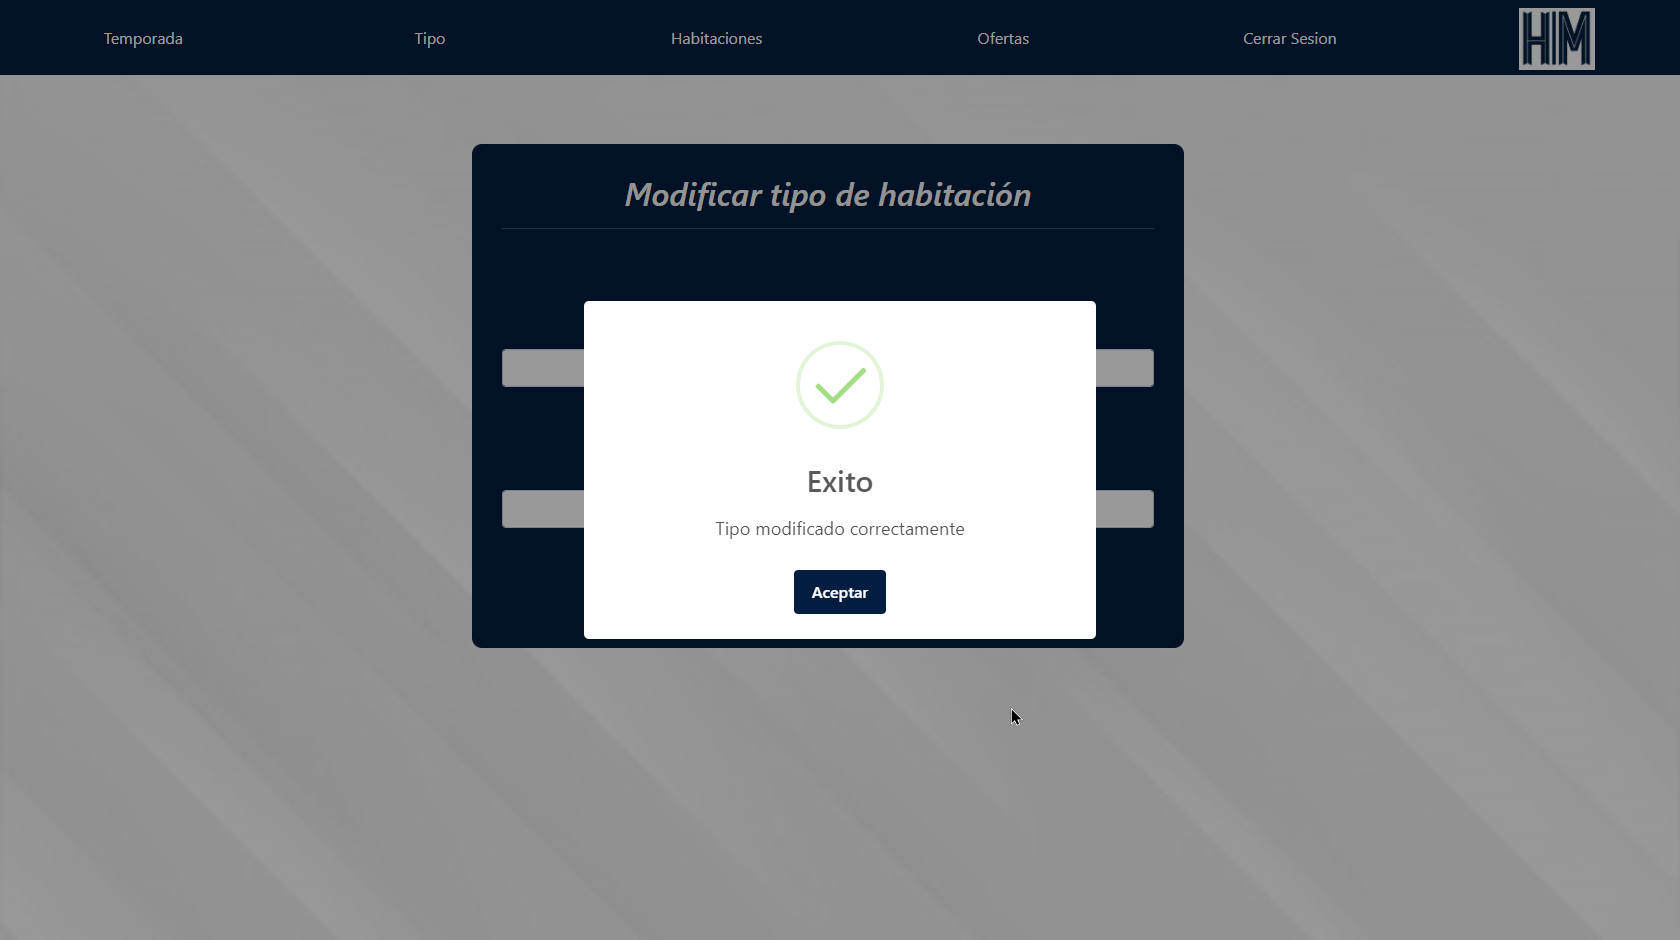 Temporada
Tipo
Habitaciones
Ofertas
Cerrar Sesion
HM
Modificar tipo de habitación
Exito
Tipo modificado correctamente
Aceptar